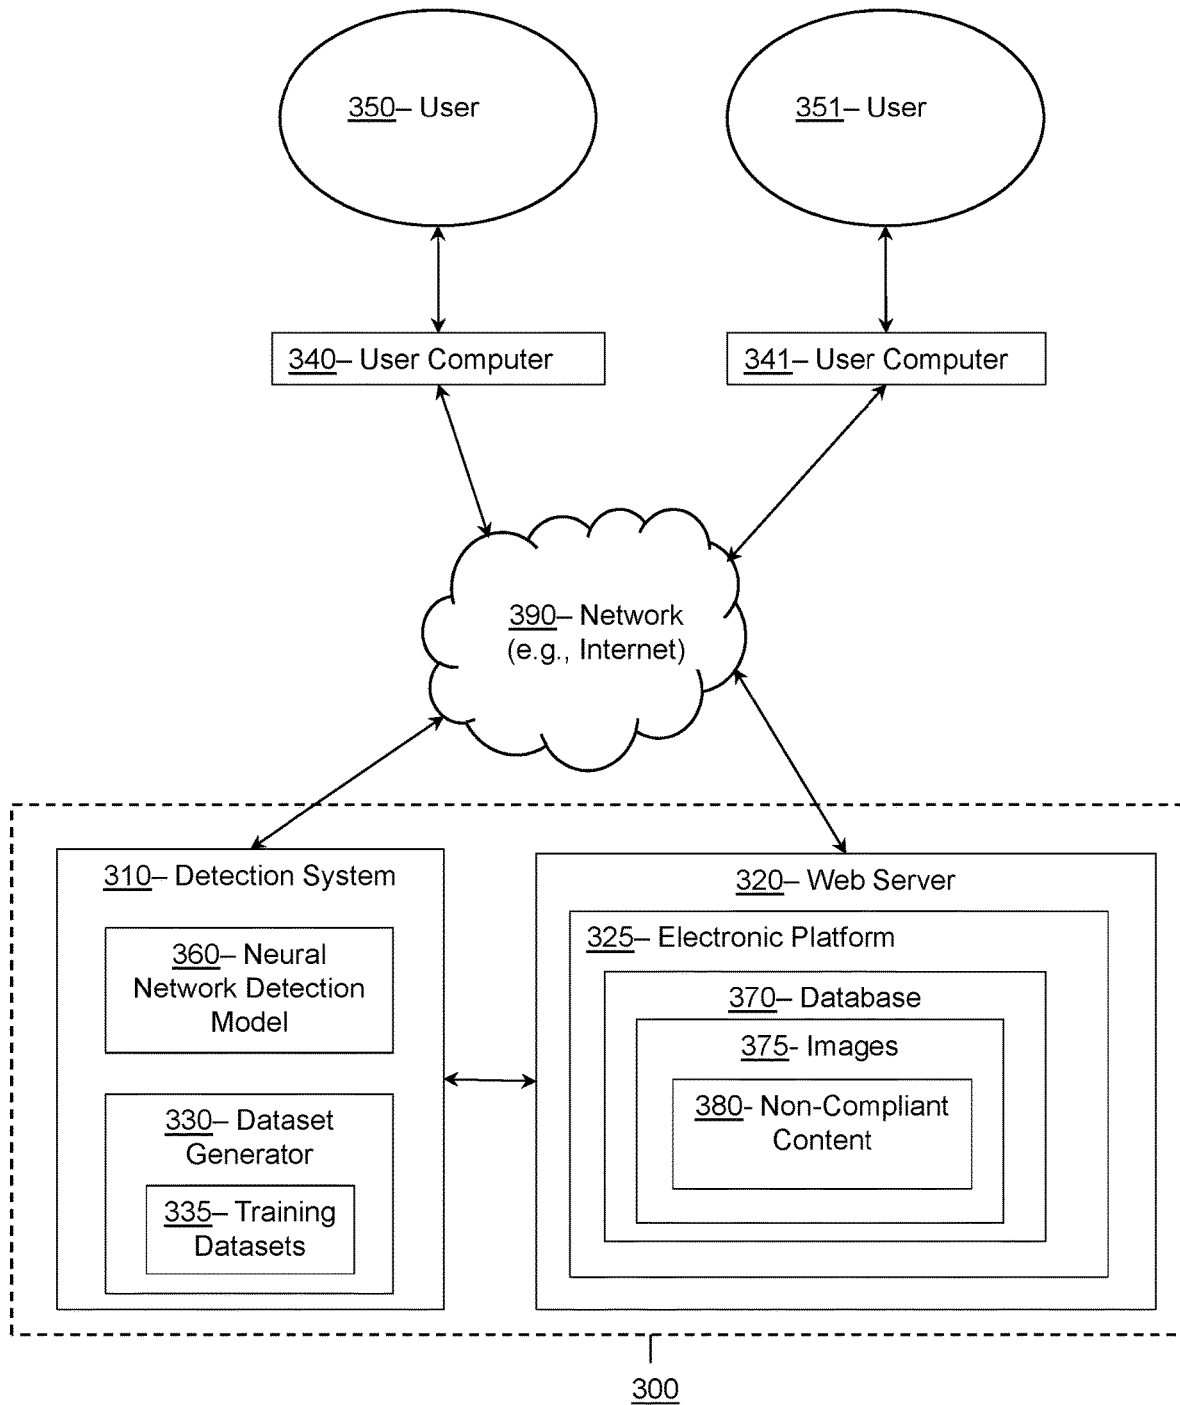 350– User
351– User
340– User Computer
341– User Computer
390– Network
(e.g., Internet)
310– Detection System
360– Neural
Network Detection
Model
330– Dataset
Generator
335– Training
Datasets
320– Web Server
325– Electronic Platform
370– Database
375- Images
380- Non-Compliant
Content
300